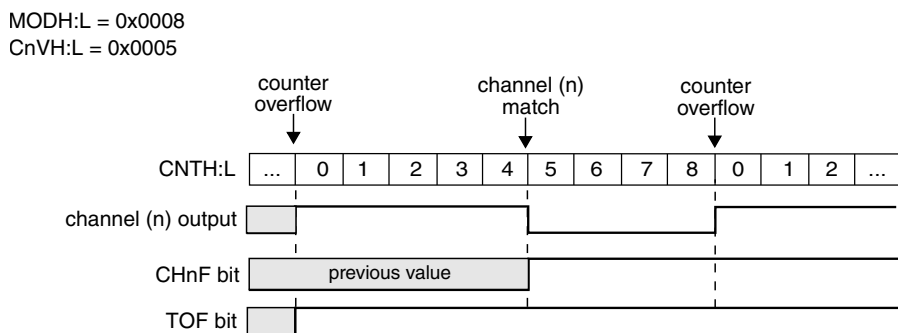 MODH:L = 0x0008
CnVH:L = 0x0005
counter overflow
channel (n) match
counter overflow
CNTH:L ... 0 1 2 3 4 5 6 7 8 0 1 2 ...
channel (n) output
CHnF bit previous value
TOF bit